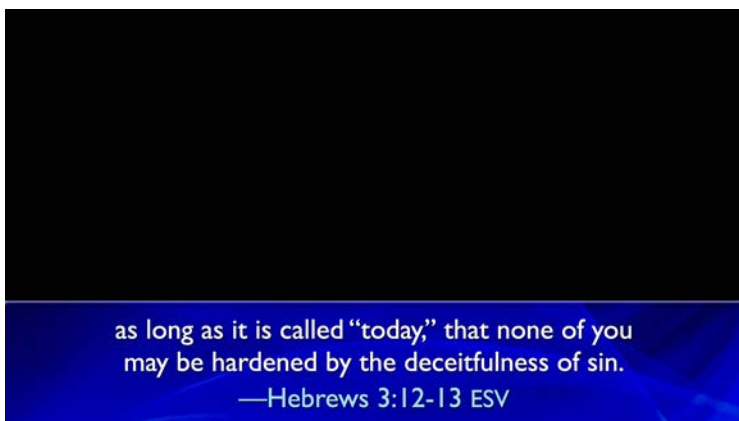 as long as it is called “today,” that none of you
may be hardened by the deceitfulness of sin.
—Hebrews 3:12-13 ESV